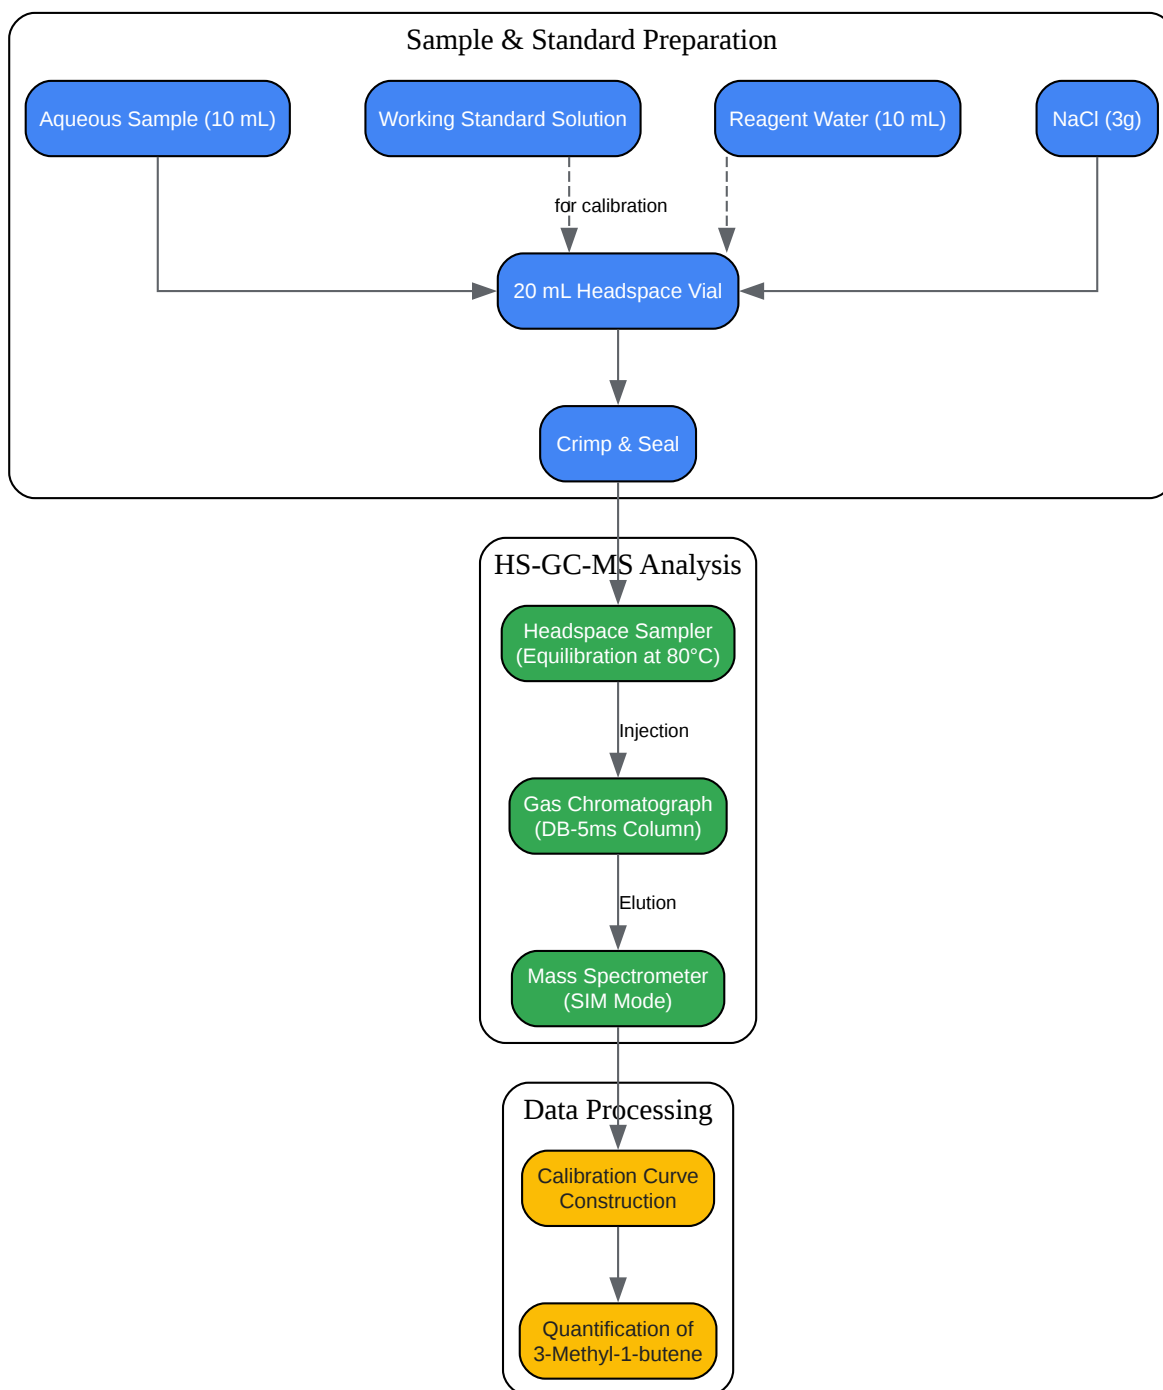 Sample & Standard Preparation
Aqueous Sample (10 mL)
Working Standard Solution
Reagent Water (10 mL)
NaCl (3g)
for calibration
20 mL Headspace Vial
Crimp & Seal
HS-GC-MS Analysis
Headspace Sampler
(Equilibration at 80°C)
Injection
Gas Chromatograph
(DB-5ms Column)
Elution
Mass Spectrometer
(SIM Mode)
Data Processing
Calibration Curve
Construction
Quantification of
3-Methyl-1-butene